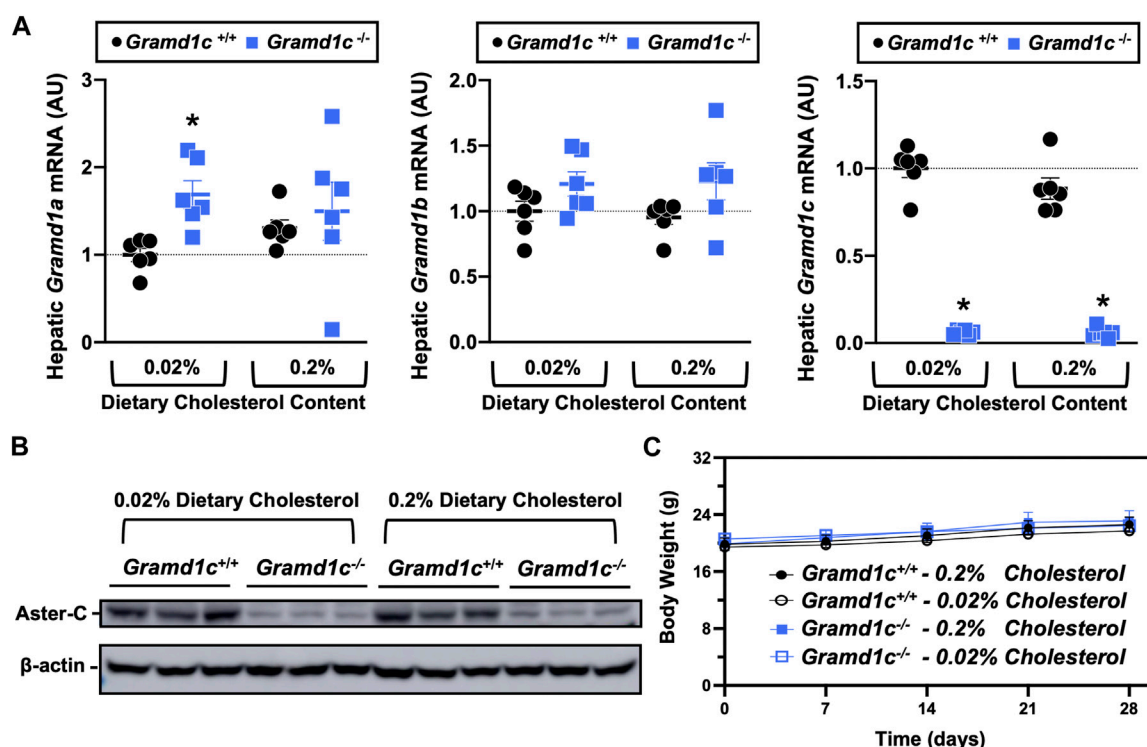 A
Gramd1c +/+ Gramd1c -/-
Hepatic Gramd1a mRNA (AU)
3
2
1
0
*
0.02% 0.2%
Dietary Cholesterol Content
Gramd1c +/+ Gramd1c -/-
Hepatic Gramd1b mRNA (AU)
2.0
1.5
1.0
0.5
0.0
0.02% 0.2%
Dietary Cholesterol Content
Gramd1c +/+ Gramd1c -/-
Hepatic Gramd1c mRNA (AU)
1.5
1.0
0.5
0.0
* *
0.02% 0.2%
Dietary Cholesterol Content
B
0.02% Dietary Cholesterol 0.2% Dietary Cholesterol
Gramd1c+/+ Gramd1c-/- Gramd1c+/+ Gramd1c-/-
Aster-C
β-actin
C
Body Weight (g)
32
24
16
8
0
Gramd1c+/+ - 0.2% Cholesterol
Gramd1c+/+ - 0.02% Cholesterol
Gramd1c-/- - 0.2% Cholesterol
Gramd1c-/- - 0.02% Cholesterol
0 7 14 21 28
Time (days)